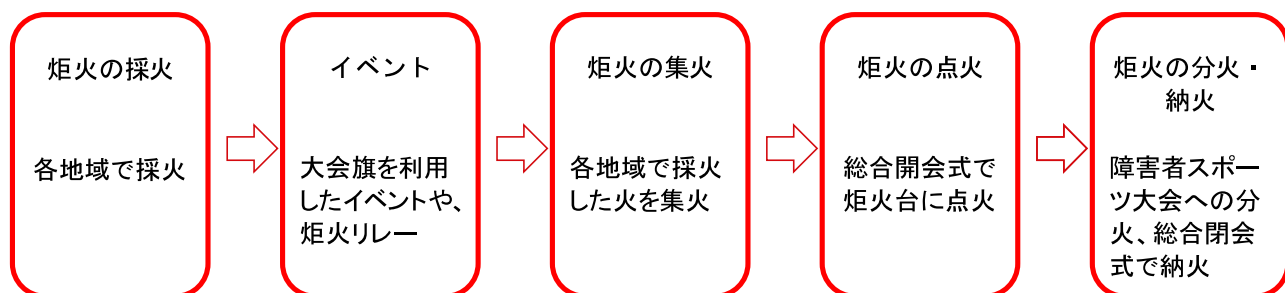 炬火の採火
各地域で採火
イベント
大会旗を利用
したイベントや、
炬火リレー
炬火の集火
各地域で採火
した火を集火
炬火の点火
総合開会式で
炬火台に点火
炬火の分火・
納火
障害者スポー
ツ大会への分
火、総合閉会
式で納火